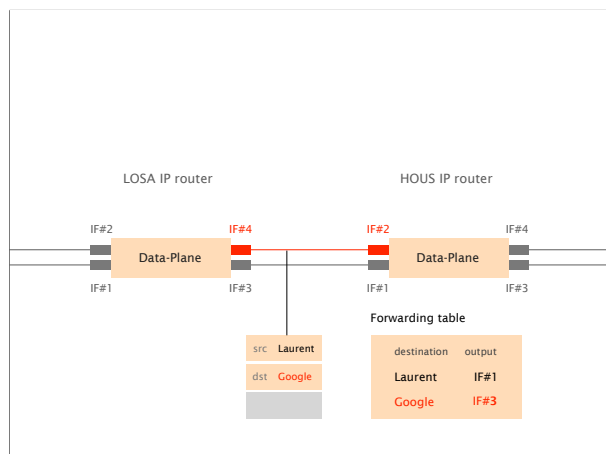 LOSA IP router
HOUS IP router
IF#2
IF#4
IF#2
IF#4
Data-Plane
Data-Plane
IF#1
IF#3
IF#1
IF#3
Forwarding table
src Laurent
dst Google
destination output
Laurent IF#1
Google IF#3